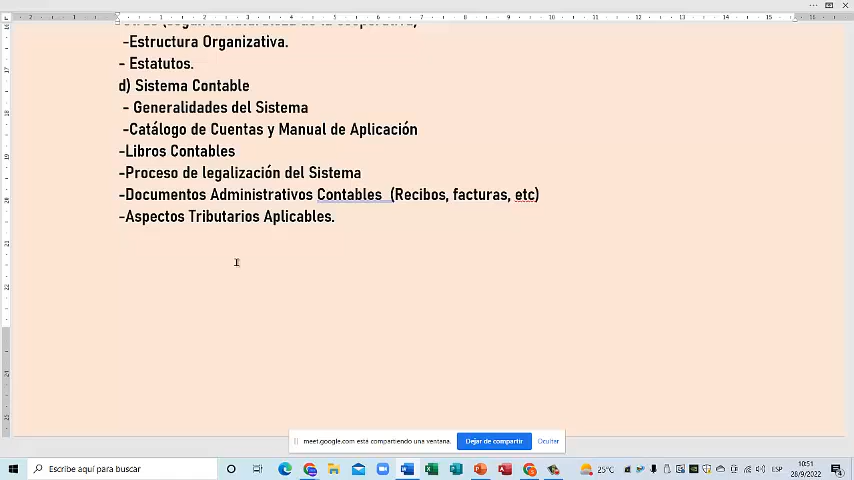 -Estructura Organizativa.
- Estatutos.
d) Sistema Contable
- Generalidades del Sistema
-Catálogo de Cuentas y Manual de Aplicación
-Libros Contables
-Proceso de legalización del Sistema
-Documentos Administrativos Contables (Recibos, facturas, etc)
-Aspectos Tributarios Aplicables.
meet.google.com está compartiendo una ventana.
Dejar de compartir
Ocultar
Escribe aquí para buscar
25°C
ESP
10:51
28/9/2022